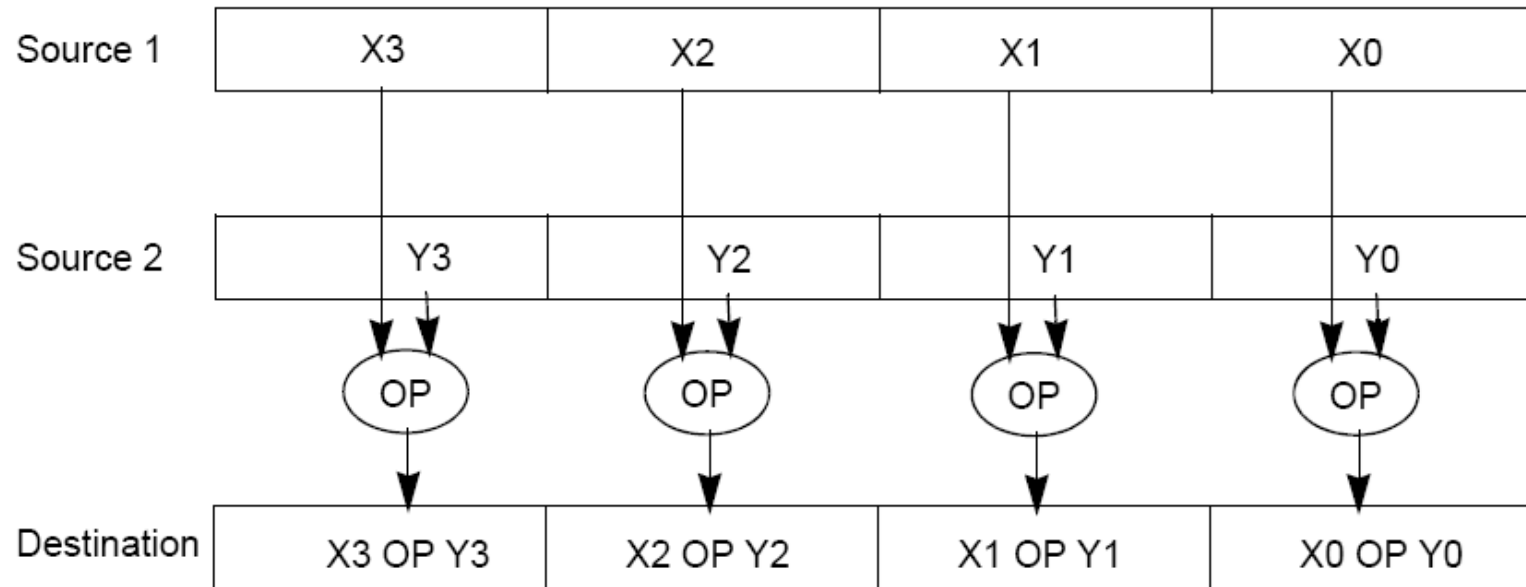 Source 1 X3 X2 X1 X0
Source 2 Y3 Y2 Y1 Y0
OP OP OP OP
Destination X3 OP Y3 X2 OP Y2 X1 OP Y1 X0 OP Y0